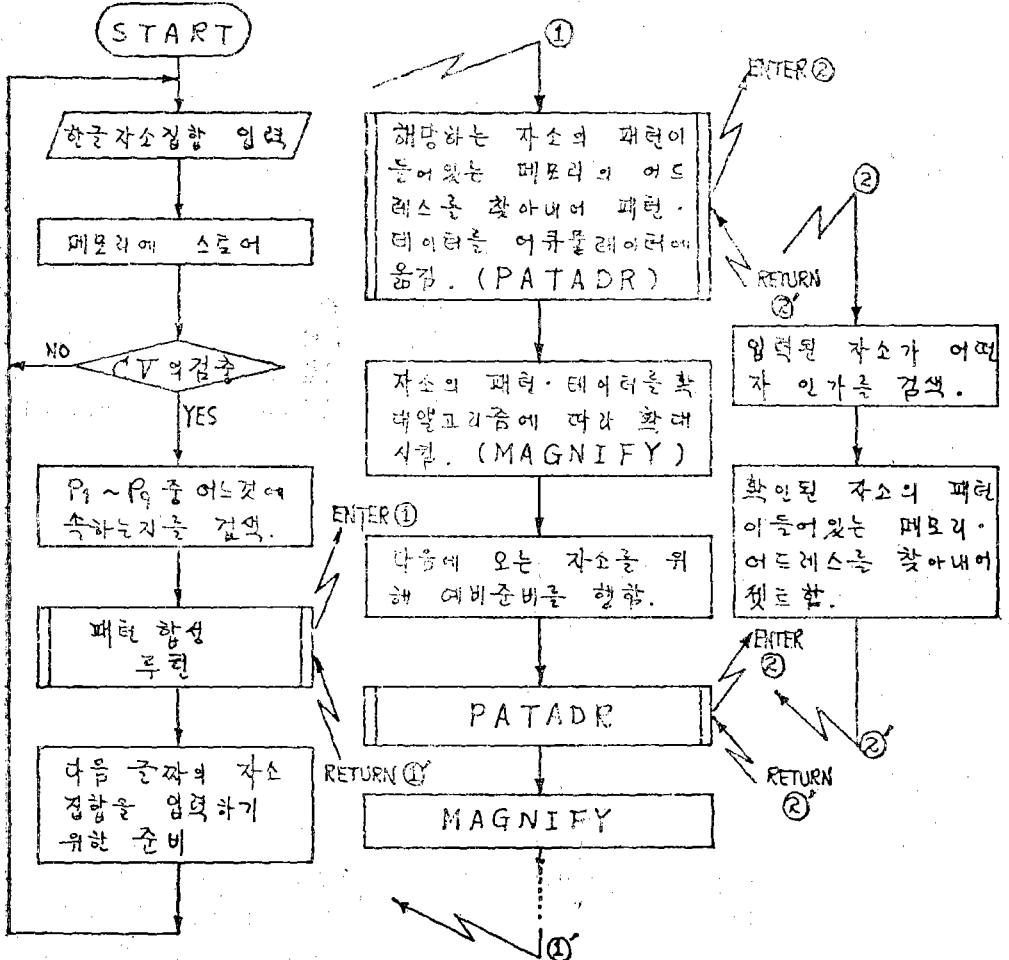 START
한글자소집합 입력
메모리에 스토어
NO
CV의검출
YES
P1~P9 중 어느것에
속하는지를 검색.
ENTER ①
패턴 합성
루틴
RETURN ①'
다음 글짜의 자소
집합을 입력하기
위한 준비
①
ENTER ②
해당하는 자소의 패턴이
들어있는 메모리의 어드
레스를 찾아내어 패턴·
데이터를 어큐뮬레이터에
옮김. (PATADR)
RETURN
②'
자소의 패턴·데이터를 확
대알고리즘에 따라 확대
시킴. (MAGNIFY)
다음에 오는 자소를 위
해 예비준비를 행함.
ENTER
②
PATADR
RETURN
②'
MAGNIFY
①'
②
입력된 자소가 어떤
자 인가를 검색.
확인된 자소의 패턴
이들어있는 메모리·
어드레스를 찾아내어
셋트함.
②'